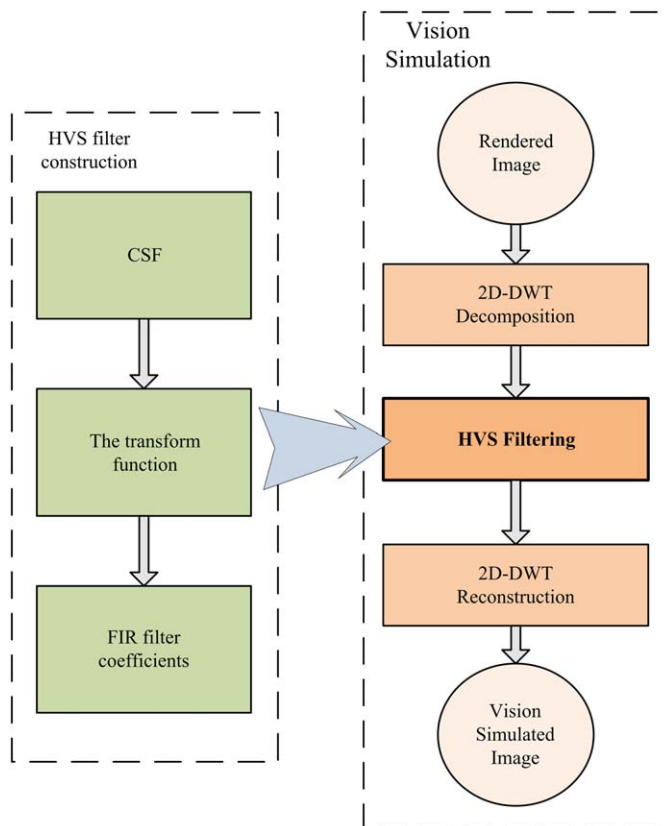 HVS filter
construction
CSF
The transform
function
FIR filter
coefficients
Vision
Simulation
Rendered
Image
2D-DWT
Decomposition
HVS Filtering
2D-DWT
Reconstruction
Vision
Simulated
Image